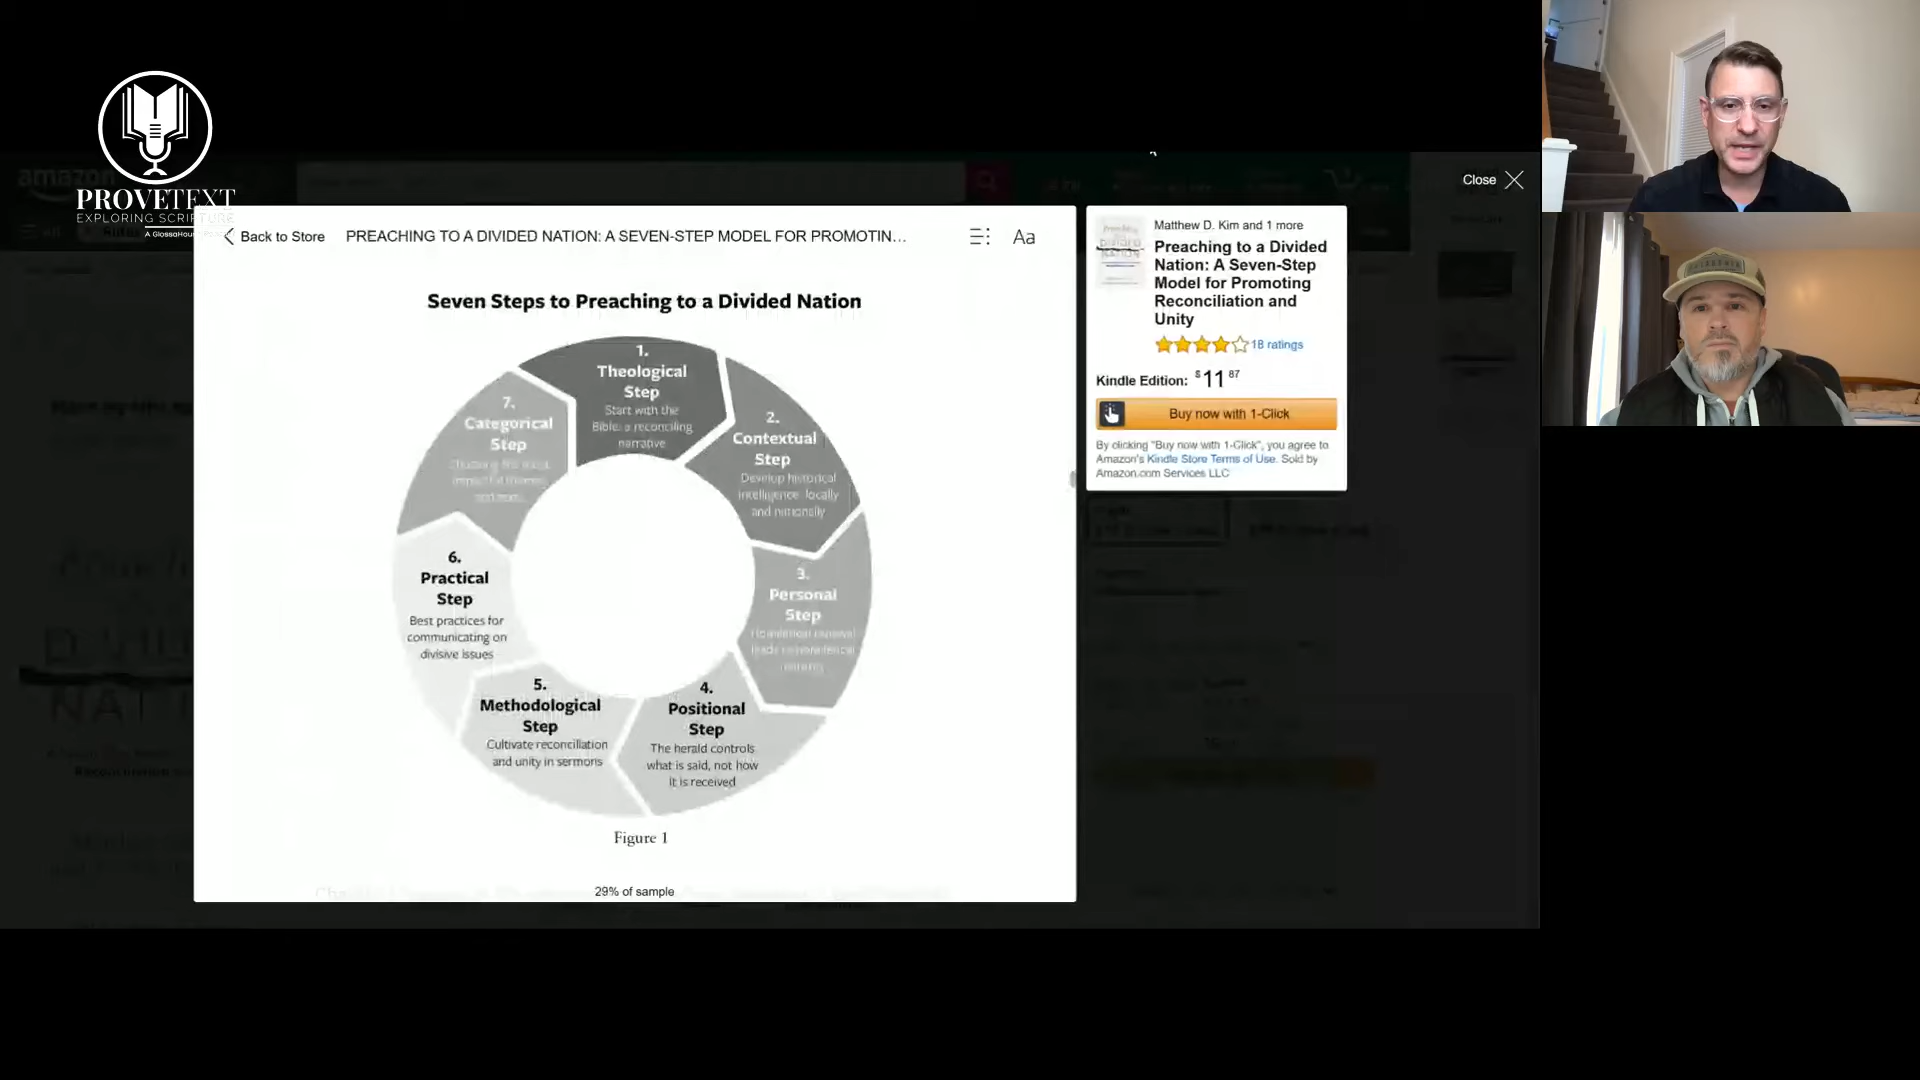 PROVETEXT
EXPLORING SCRIPTURE
A GlossaHouse
amazon
Close
Back to Store
PREACHING TO A DIVIDED NATION: A SEVEN-STEP MODEL FOR PROMOTIN...
Aa
Seven Steps to Preaching to a Divided Nation
1.
Theological
Step
Start with the
Bible: a reconciling
narrative
2.
Contextual
Step
Develop historical
intelligence, locally
and nationally
3.
Personal
Step
4.
Positional
Step
The herald controls
what is said, not how
it is received
5.
Methodological
Step
Cultivate reconciliation
and unity in sermons
6.
Practical
Step
Best practices for
communicating on
divisive issues
7.
Categorical
Step
Figure 1
29% of sample
Matthew D. Kim and 1 more
Preaching to a Divided
Nation: A Seven-Step
Model for Promoting
Reconciliation and
Unity
18 ratings
Kindle Edition: $11 87
Buy now with 1-Click
By clicking "Buy now with 1-Click", you agree to
Amazon's Kindle Store Terms of Use. Sold by
Amazon.com Services LLC